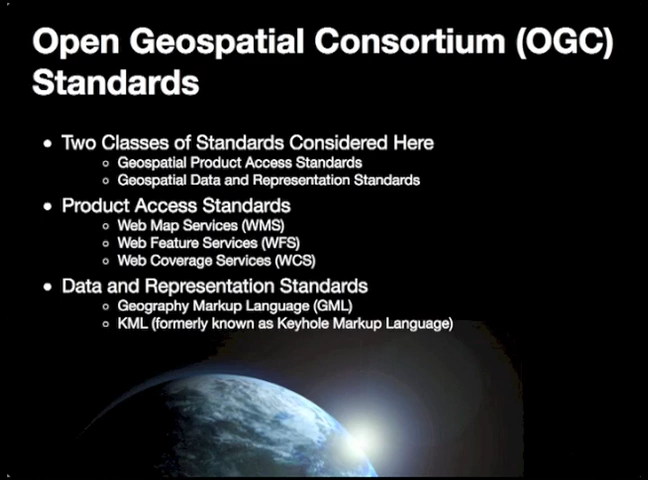 Open Geospatial Consortium (OGC)
Standards
• Two Classes of Standards Considered Here
◦ Geospatial Product Access Standards
◦ Geospatial Data and Representation Standards
• Product Access Standards
◦ Web Map Services (WMS)
◦ Web Feature Services (WFS)
◦ Web Coverage Services (WCS)
• Data and Representation Standards
◦ Geography Markup Language (GML)
◦ KML (formerly known as Keyhole Markup Language)